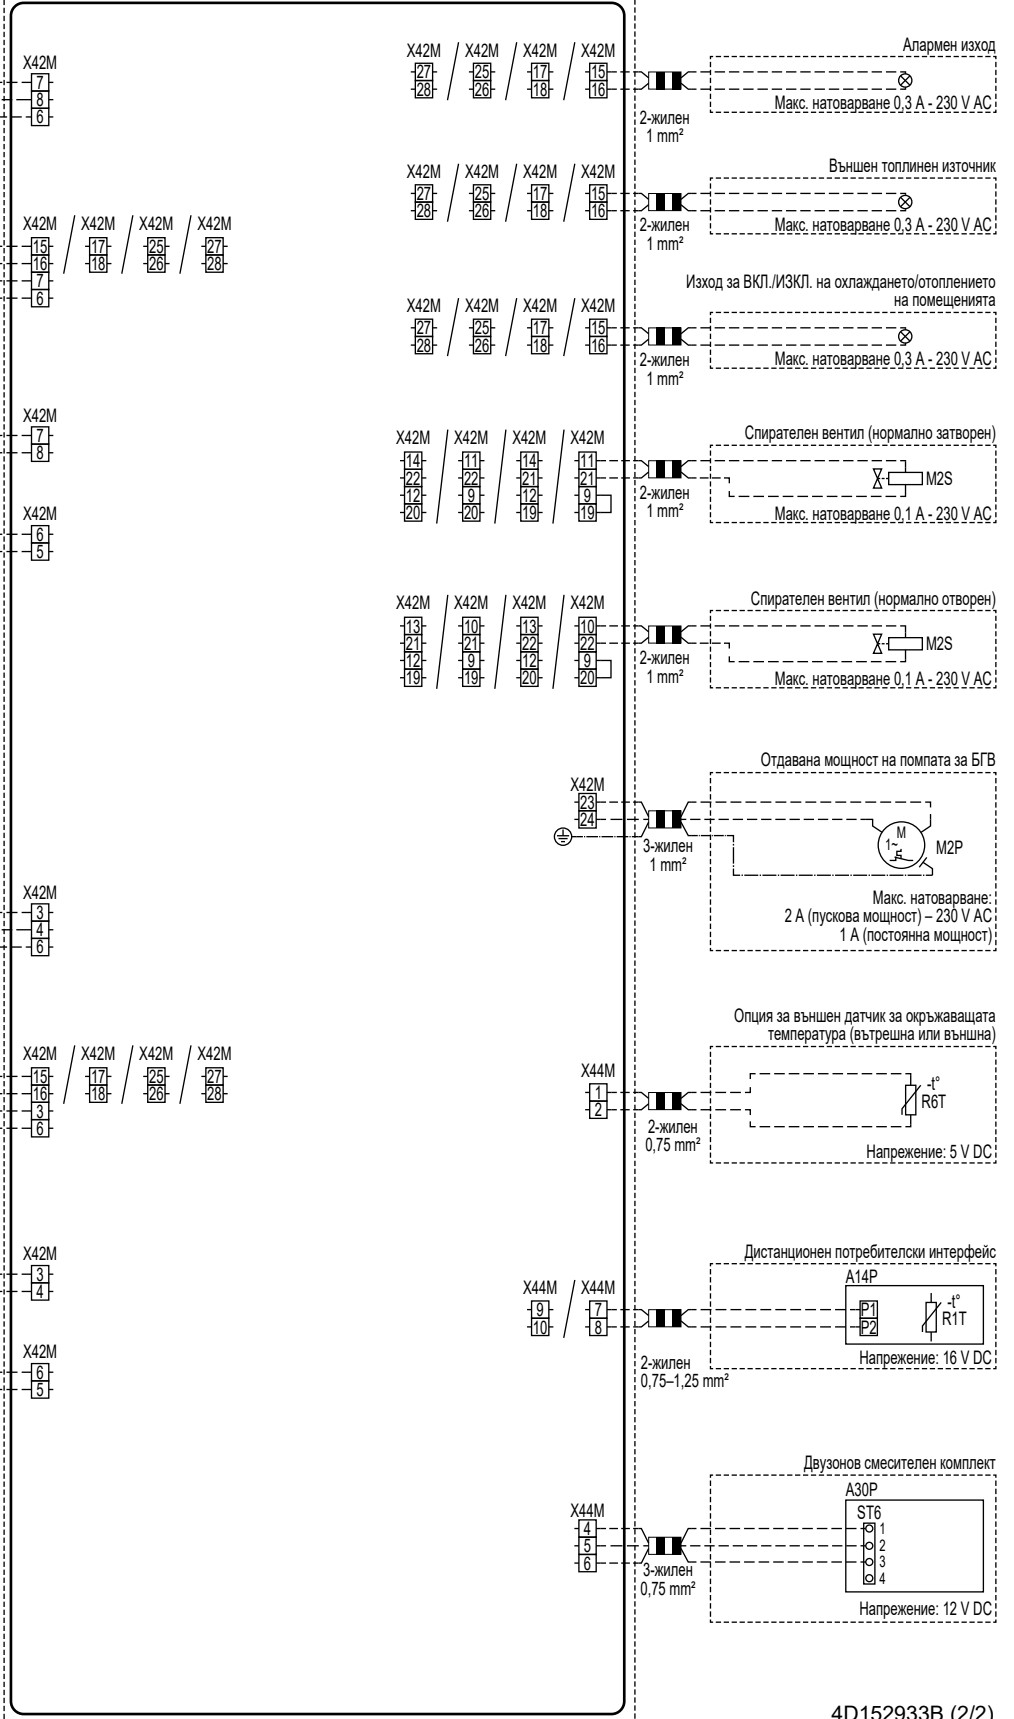 X42M
7
8
6
X42M X42M X42M X42M
27 25 17 15
28 26 18 16
2-жилен
1 mm²
Алармен изход
Макс. натоварване 0,3 A - 230 V AC
X42M X42M X42M X42M
27 25 17 15
28 26 18 16
2-жилен
1 mm²
Външен топлинен източник
Макс. натоварване 0,3 A - 230 V AC
X42M X42M X42M X42M
15 17 25 27
16 18 26 28
7
6
Изход за ВКЛ./ИЗКЛ. на охлаждането/отоплението
на помещенията
X42M X42M X42M X42M
27 25 17 15
28 26 18 16
2-жилен
1 mm²
Макс. натоварване 0,3 A - 230 V AC
X42M
7
8
Спирателен вентил (нормално затворен)
X42M X42M X42M X42M
14 11 14 11
22 22 21 21
12 9 12 9
20 20 19 19
2-жилен
1 mm²
M2S
Макс. натоварване 0,1 A - 230 V AC
X42M
6
5
Спирателен вентил (нормално отворен)
X42M X42M X42M X42M
13 10 13 10
21 21 22 22
12 9 12 9
19 19 20 20
2-жилен
1 mm²
M2S
Макс. натоварване 0,1 A - 230 V AC
Отдавана мощност на помпата за БГВ
X42M
23
24
3-жилен
1 mm²
M
1~
M2P
Макс. натоварване:
2 A (пускова мощност) – 230 V AC
1 A (постоянна мощност)
X42M
3
4
6
Опция за външен датчик за окръжаващата
температура (вътрешна или външна)
X42M X42M X42M X42M
15 17 25 27
16 18 26 28
3
6
X44M
1
2
2-жилен
0,75 mm²
-t°
R6T
Напрежение: 5 V DC
X42M
3
4
Дистанционен потребителски интерфейс
X44M X44M
9 7
10 8
2-жилен
0,75–1,25 mm²
A14P
P1
P2
-t°
R1T
Напрежение: 16 V DC
X42M
6
5
Двузонов смесителен комплект
X44M
4
5
6
3-жилен
0,75 mm²
A30P
ST6
1
2
3
4
Напрежение: 12 V DC
4D152933B (2/2)